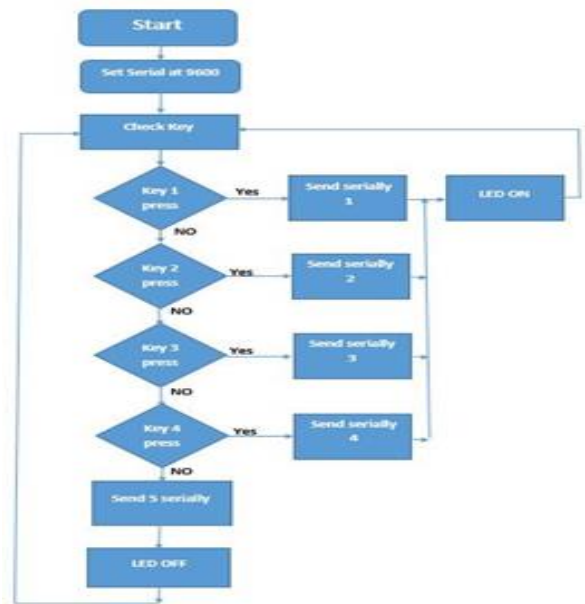 Start
Set Serial at 9600
Check Key
Key 1
press
Yes
Send serially
1
LED ON
NO
Key 2
press
Yes
Send serially
2
NO
Key 3
press
Yes
Send serially
3
NO
Key 4
press
Yes
Send serially
4
NO
Send 5 serially
LED OFF